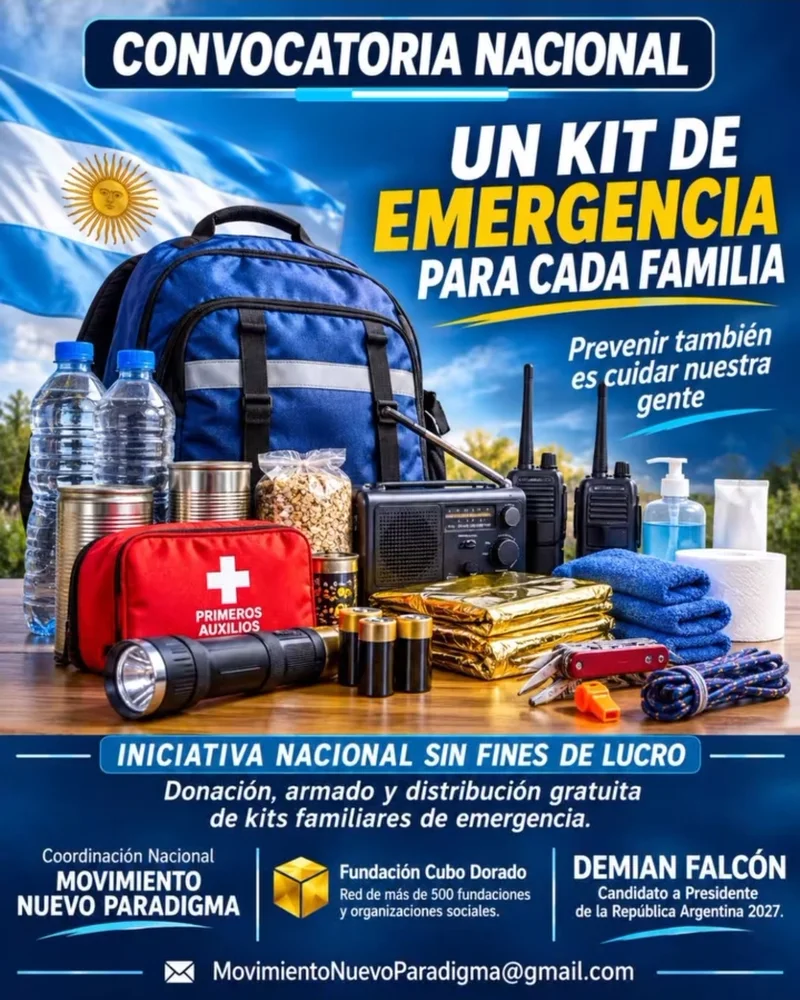 CONVOCATORIA NACIONAL
UN KIT DE
EMERGENCIA
PARA CADA FAMILIA
Prevenir también
es cuidar nuestra
gente
PRIMEROS
AUXILIOS
INICIATIVA NACIONAL SIN FINES DE LUCRO
Donación, armado y distribución gratuita
de kits familiares de emergencia.
Coordinación Nacional
MOVIMIENTO
NUEVO PARADIGMA
Fundación Cubo Dorado
Red de más de 500 fundaciones
y organizaciones sociales.
DEMIAN FALCÓN
Candidato a Presidente
de la República Argentina 2027.
MovimientoNuevoParadigma@gmail.com